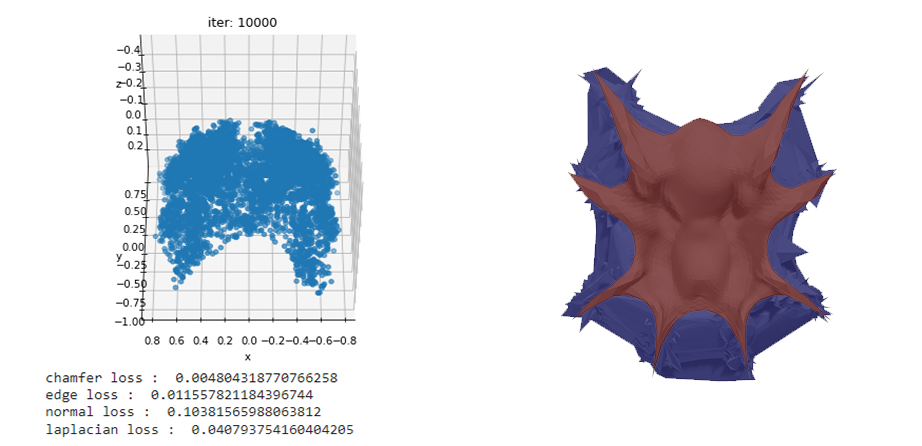 iter: 10000
−0.4
−0.3
z−0.2
−0.1
0.0
0.1
0.2
0.75
0.50
0.25
0.00
y
−0.25
−0.50
−0.75
−1.00
0.8 0.6 0.4 0.2 0.0 −0.2−0.4−0.6−0.8
x
chamfer loss :  0.004804318770766258
edge loss :  0.011557821184396744
normal loss :  0.10381565988063812
laplacian loss :  0.040793754160404205